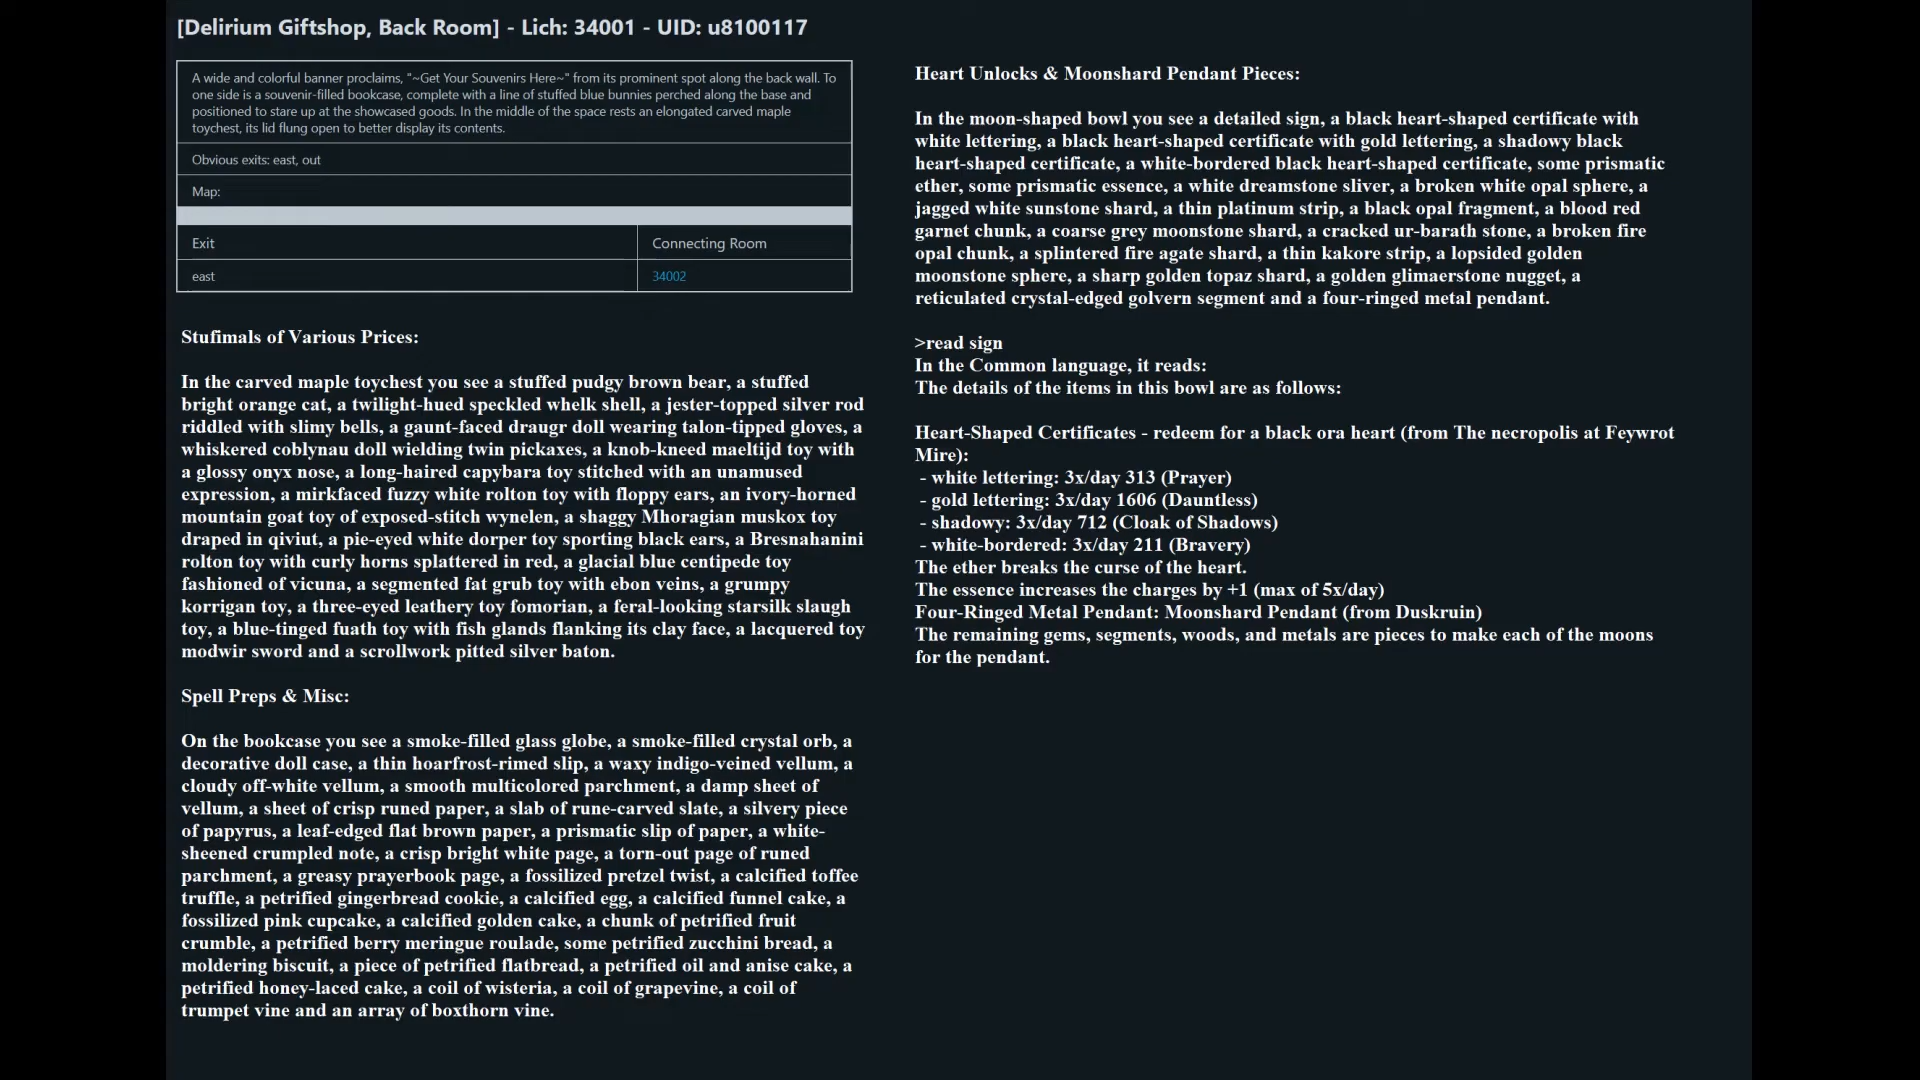 [Delirium Giftshop, Back Room] - Lich: 34001 - UID: u8100117
A wide and colorful banner proclaims, "~Get Your Souvenirs Here~" from its prominent spot along the back wall. To
one side is a souvenir-filled bookcase, complete with a line of stuffed blue bunnies perched along the base and
positioned to stare up at the showcased goods. In the middle of the space rests an elongated carved maple
toychest, its lid flung open to better display its contents.
Obvious exits: east, out
Map:
Exit Connecting Room
east 34002
Stufimals of Various Prices:
In the carved maple toychest you see a stuffed pudgy brown bear, a stuffed
bright orange cat, a twilight-hued speckled whelk shell, a jester-topped silver rod
riddled with slimy bells, a gaunt-faced draugr doll wearing talon-tipped gloves, a
whiskered coblynau doll wielding twin pickaxes, a knob-kneed maeltijd toy with
a glossy onyx nose, a long-haired capybara toy stitched with an unamused
expression, a mirkfaced fuzzy white rolton toy with floppy ears, an ivory-horned
mountain goat toy of exposed-stitch wynelen, a shaggy Mhoragian muskox toy
draped in qiviut, a pie-eyed white dorper toy sporting black ears, a Bresnahanini
rolton toy with curly horns splattered in red, a glacial blue centipede toy
fashioned of vicuna, a segmented fat grub toy with ebon veins, a grumpy
korrigan toy, a three-eyed leathery toy fomorian, a feral-looking starsilk slaugh
toy, a blue-tinged fuath toy with fish glands flanking its clay face, a lacquered toy
modwir sword and a scrollwork pitted silver baton.
Spell Preps & Misc:
On the bookcase you see a smoke-filled glass globe, a smoke-filled crystal orb, a
decorative doll case, a thin hoarfrost-rimed slip, a waxy indigo-veined vellum, a
cloudy off-white vellum, a smooth multicolored parchment, a damp sheet of
vellum, a sheet of crisp runed paper, a slab of rune-carved slate, a silvery piece
of papyrus, a leaf-edged flat brown paper, a prismatic slip of paper, a white-
sheened crumpled note, a crisp bright white page, a torn-out page of runed
parchment, a greasy prayerbook page, a fossilized pretzel twist, a calcified toffee
truffle, a petrified gingerbread cookie, a calcified egg, a calcified funnel cake, a
fossilized pink cupcake, a calcified golden cake, a chunk of petrified fruit
crumble, a petrified berry meringue roulade, some petrified zucchini bread, a
moldering biscuit, a piece of petrified flatbread, a petrified oil and anise cake, a
petrified honey-laced cake, a coil of wisteria, a coil of grapevine, a coil of
trumpet vine and an array of boxthorn vine.
Heart Unlocks & Moonshard Pendant Pieces:
In the moon-shaped bowl you see a detailed sign, a black heart-shaped certificate with
white lettering, a black heart-shaped certificate with gold lettering, a shadowy black
heart-shaped certificate, a white-bordered black heart-shaped certificate, some prismatic
ether, some prismatic essence, a white dreamstone sliver, a broken white opal sphere, a
jagged white sunstone shard, a thin platinum strip, a black opal fragment, a blood red
garnet chunk, a coarse grey moonstone shard, a cracked ur-barath stone, a broken fire
opal chunk, a splintered fire agate shard, a thin kakore strip, a lopsided golden
moonstone sphere, a sharp golden topaz shard, a golden glimaerstone nugget, a
reticulated crystal-edged golvern segment and a four-ringed metal pendant.
>read sign
In the Common language, it reads:
The details of the items in this bowl are as follows:
Heart-Shaped Certificates - redeem for a black ora heart (from The necropolis at Feywrot
Mire):
- white lettering: 3x/day 313 (Prayer)
- gold lettering: 3x/day 1606 (Dauntless)
- shadowy: 3x/day 712 (Cloak of Shadows)
- white-bordered: 3x/day 211 (Bravery)
The ether breaks the curse of the heart.
The essence increases the charges by +1 (max of 5x/day)
Four-Ringed Metal Pendant: Moonshard Pendant (from Duskruin)
The remaining gems, segments, woods, and metals are pieces to make each of the moons
for the pendant.